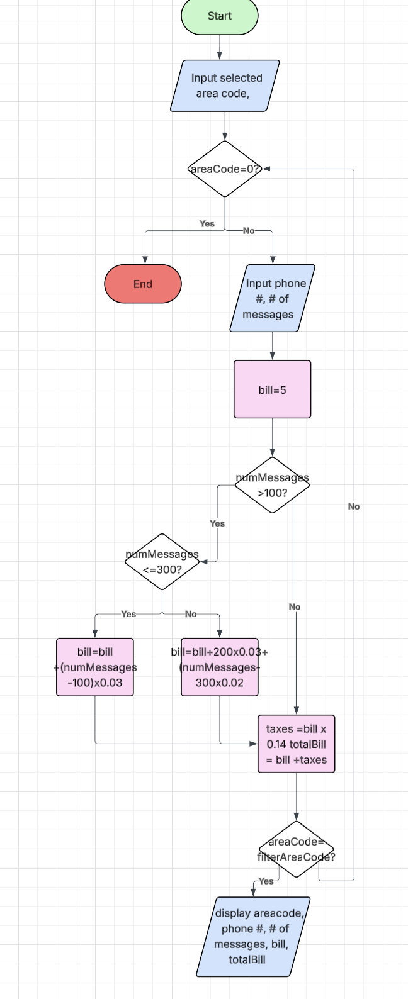 Start
Input selected
area code,
areaCode=0?
Yes
No
End
Input phone
#, # of
messages
bill=5
numMessages
>100?
Yes
No
numMessages
<=300?
No
Yes
No
bill=bill
+(numMessages
-100)x0.03
bill=bill+200x0.03+
(numMessages-
300x0.02
taxes =bill x
0.14 totalBill
= bill +taxes
areaCode=
filterAreaCode?
Yes
display areacode,
phone #, # of
messages, bill,
totalBill